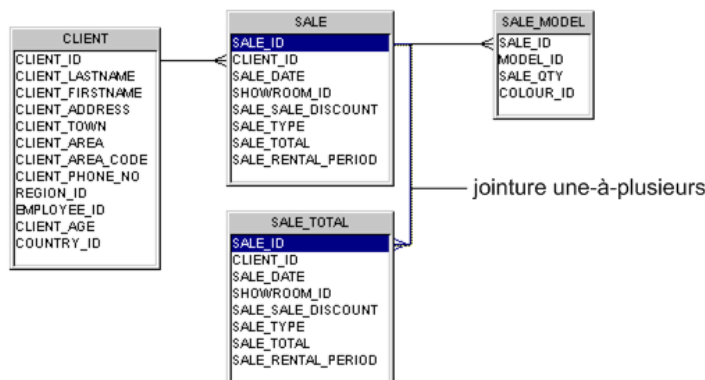 CLIENT
CLIENT_ID
CLIENT_LASTNAME
CLIENT_FIRSTNAME
CLIENT_ADDRESS
CLIENT_TOWN
CLIENT_AREA
CLIENT_AREA_CODE
CLIENT_PHONE_NO
REGION_ID
EMPLOYEE_ID
CLIENT_AGE
COUNTRY_ID
SALE
SALE_ID
CLIENT_ID
SALE_DATE
SHOWROOM_ID
SALE_SALE_DISCOUNT
SALE_TYPE
SALE_TOTAL
SALE_RENTAL_PERIOD
SALE_MODEL
SALE_ID
MODEL_ID
SALE_QTY
COLOUR_ID
jointure une-à-plusieurs
SALE_TOTAL
SALE_ID
CLIENT_ID
SALE_DATE
SHOWROOM_ID
SALE_SALE_DISCOUNT
SALE_TYPE
SALE_TOTAL
SALE_RENTAL_PERIOD